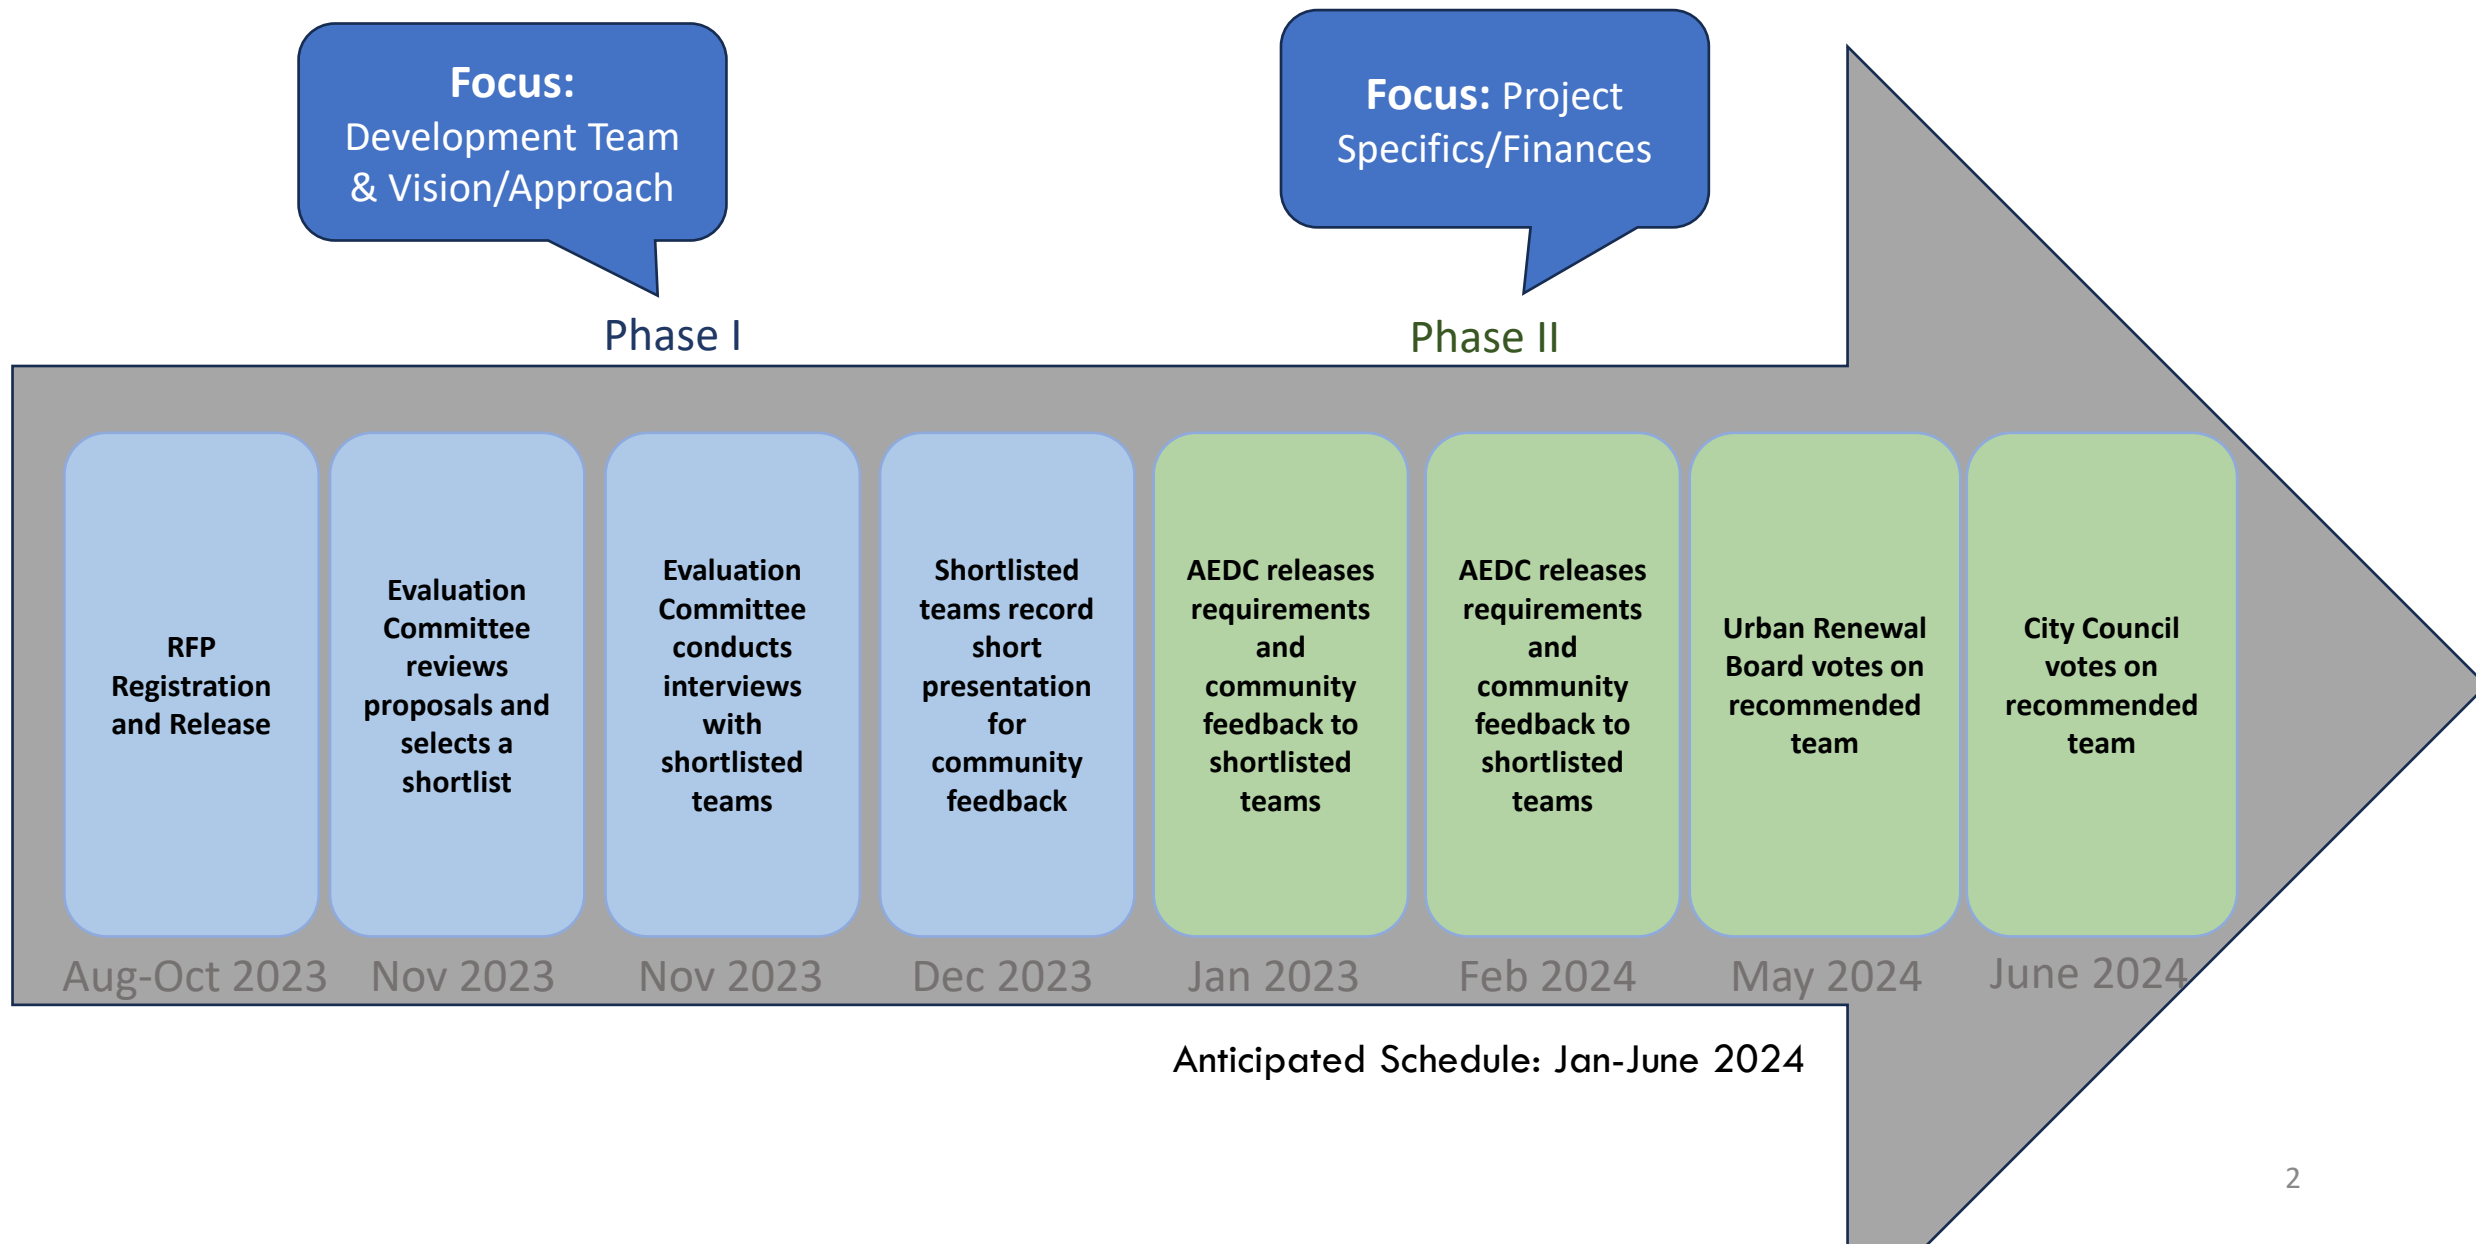 Focus:
Development Team
& Vision/Approach
Focus: Project
Specifics/Finances
Phase I
Phase II
RFP
Registration
and Release
Evaluation
Committee
reviews
proposals and
selects a
shortlist
Evaluation
Committee
conducts
interviews
with
shortlisted
teams
Shortlisted
teams record
short
presentation
for
community
feedback
AEDC releases
requirements
and
community
feedback to
shortlisted
teams
AEDC releases
requirements
and
community
feedback to
shortlisted
teams
Urban Renewal
Board votes on
recommended
team
City Council
votes on
recommended
team
Aug-Oct 2023
Nov 2023
Nov 2023
Dec 2023
Jan 2023
Feb 2024
May 2024
June 2024
Anticipated Schedule: Jan-June 2024
2